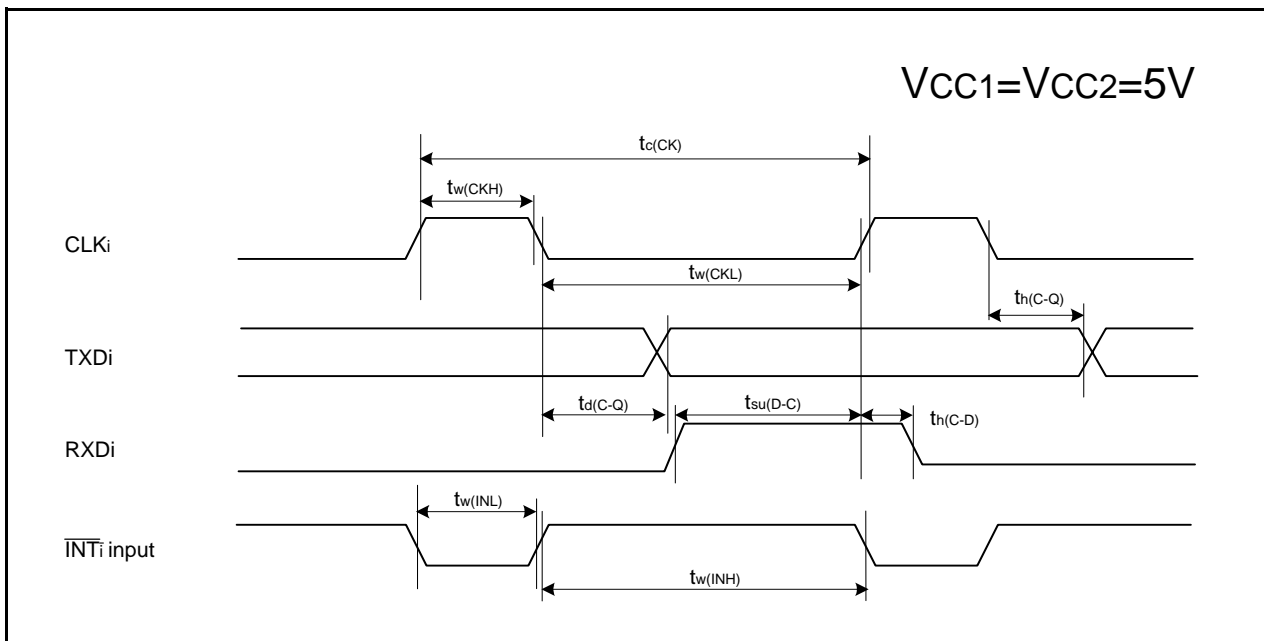 VCC1=VCC2=5V
tc(CK)
tw(CKH)
CLKi
tw(CKL)
th(C-Q)
TXDi
td(C-Q)
tsu(D-C)
th(C-D)
RXDi
tw(INL)
INTi input
tw(INH)